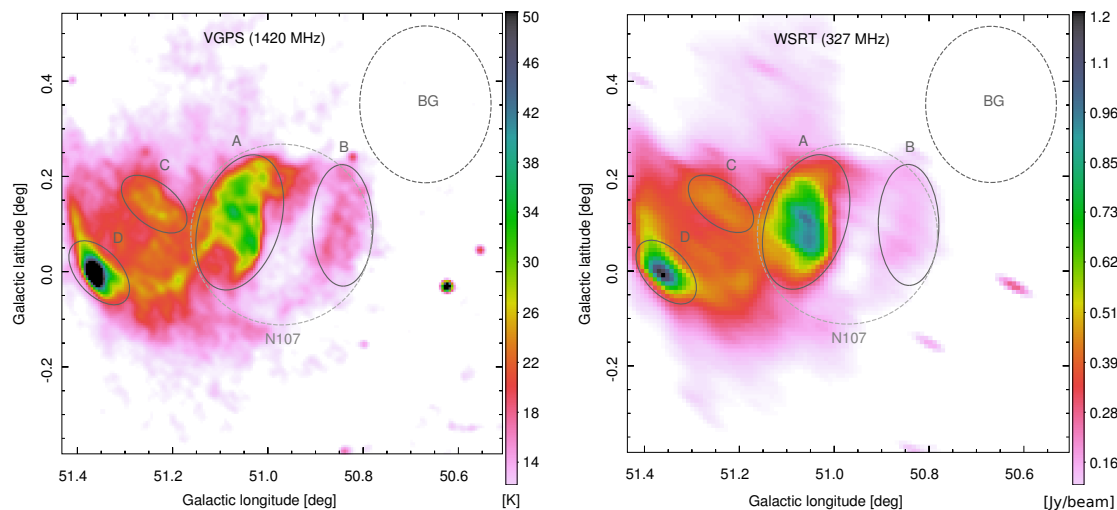 VGPS (1420 MHz)
BG
A
B
C
D
N107
0.4
0.2
0.0
-0.2
Galactic latitude [deg]
51.4
51.2
51.0
50.8
50.6
Galactic longitude [deg]
[K]
50
46
42
38
34
30
26
22
18
14
WSRT (327 MHz)
BG
A
B
C
D
N107
0.4
0.2
0.0
-0.2
Galactic latitude [deg]
51.4
51.2
51.0
50.8
50.6
Galactic longitude [deg]
[Jy/beam]
1.2
1.1
0.96
0.84
0.73
0.62
0.51
0.39
0.28
0.16